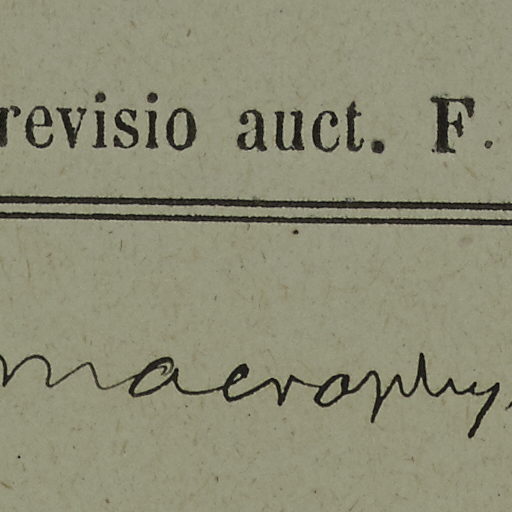 revisio auct. F.
macrophy